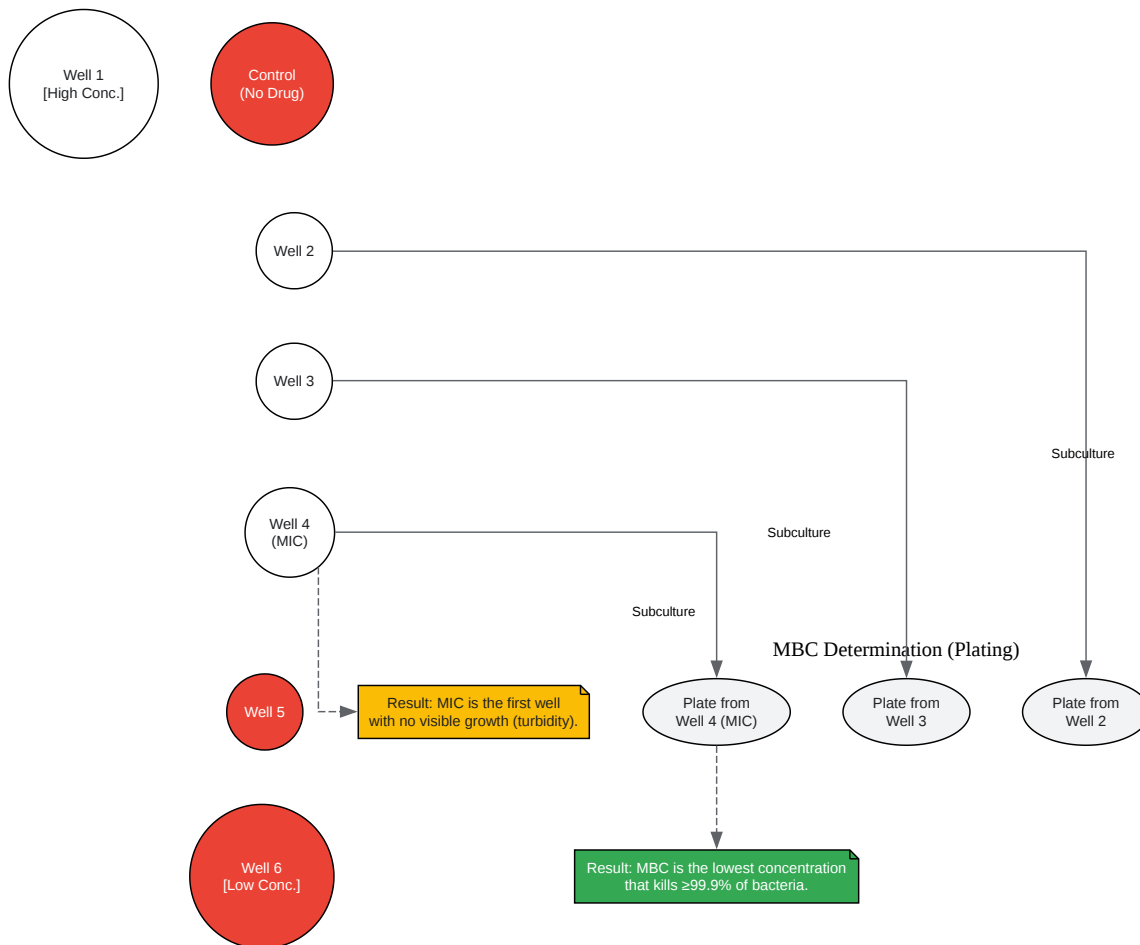 Well 1
[High Conc.]
Control
(No Drug)
Well 2
Well 3
Subculture
Well 4
(MIC)
Subculture
Subculture
MBC Determination (Plating)
Well 5
Result: MIC is the first well
with no visible growth (turbidity).
Plate from
Well 4 (MIC)
Plate from
Well 3
Plate from
Well 2
Well 6
[Low Conc.]
Result: MBC is the lowest concentration
that kills ≥99.9% of bacteria.